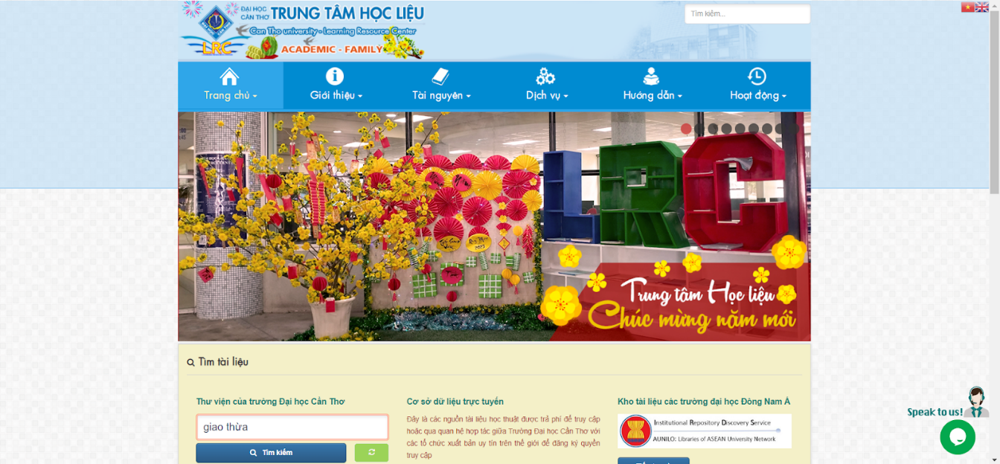 ĐẠI HỌC
CẦN THƠ
TRUNG TÂM HỌC LIỆU
Can Tho university - Learning Resource Center
LRC
ACADEMIC - FAMILY
Tìm kiếm...
Trang chủ
Giới thiệu
Tài nguyên
Dịch vụ
Hướng dẫn
Hoạt động
LRC
Trung tâm Học liệu
Chúc mừng năm mới
Tìm tài liệu
Thư viện của trường Đại học Cần Thơ
giao thừa
Tìm kiếm
Cơ sở dữ liệu trực tuyến
Đây là các nguồn tài liệu học thuật được trả phí để truy cập
hoặc qua quan hệ hợp tác giữa Trường Đại học Cần Thơ với
các tổ chức xuất bản uy tín trên thế giới để đăng ký quyền
truy cập
Kho tài liệu các trường đại học Đông Nam Á
Institutional Repository Discovery Service
AUNILO: Libraries of ASEAN University Network
Speak to us!